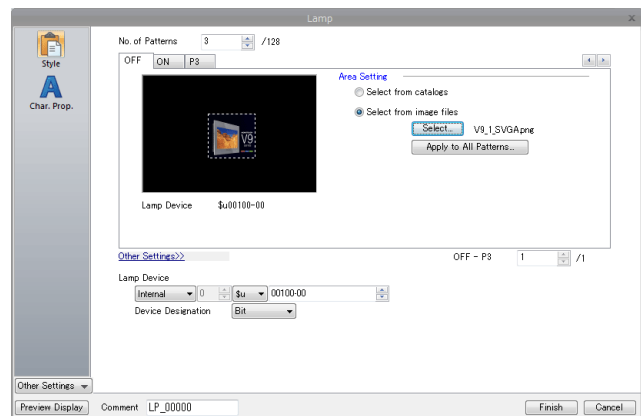 Lamp
x
Style
Char. Prop.
No. of Patterns 3 /128
OFF ON P3
Area Setting
Select from catalogs
Select from image files
Select... V9_1_SVGA.png
Apply to All Patterns...
V9
Lamp Device $u00100-00
Other Settings>> OFF - P3 1 /1
Lamp Device
Internal 0 $u 00100-00
Device Designation Bit
Other Settings
Preview Display Comment LP_00000 Finish Cancel